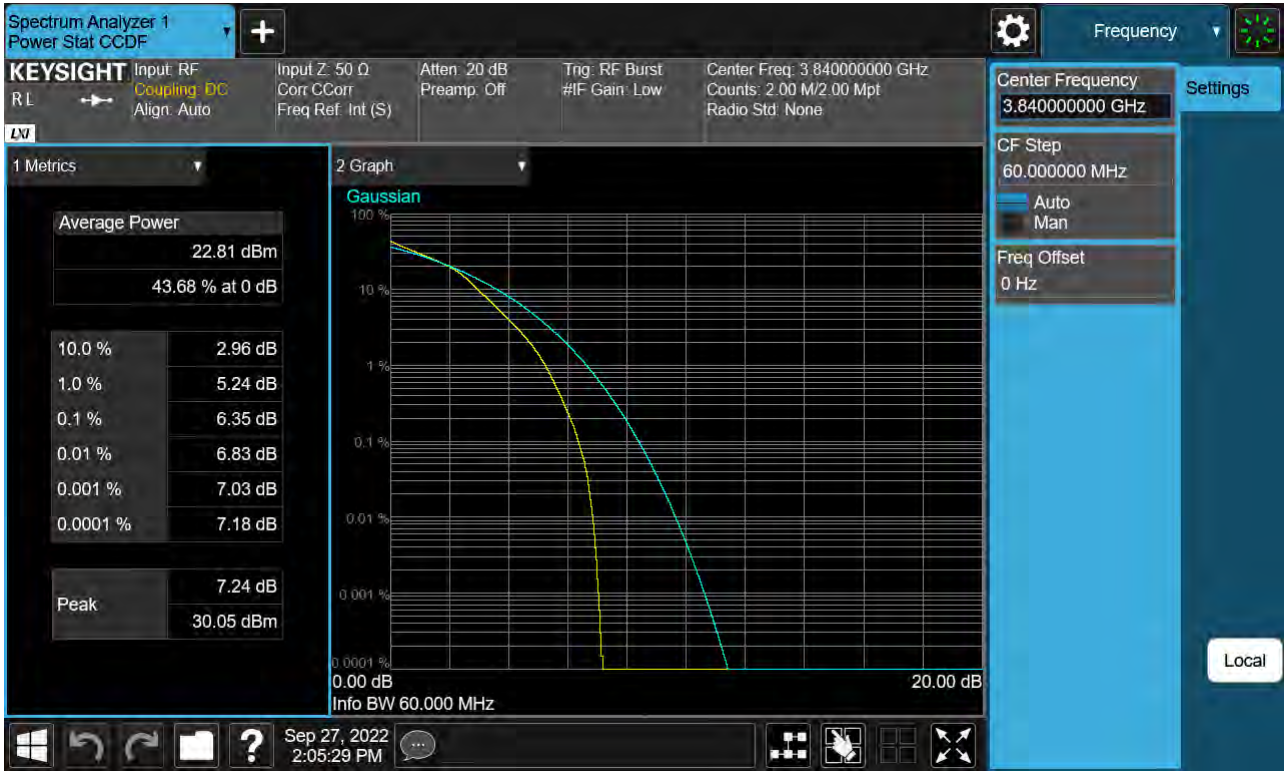 Spectrum Analyzer 1
Power Stat CCDF
Frequency
KEYSIGHT
RL
LXI
Input: RF
Coupling: DC
Align: Auto
Input Z: 50 Ω
Corr CCorr
Freq Ref: Int (S)
Atten: 20 dB
Preamp: Off
Trig: RF Burst
#IF Gain: Low
Center Freq: 3.840000000 GHz
Counts: 2.00 M/2.00 Mpt
Radio Std: None
Center Frequency
3.840000000 GHz
Settings
CF Step
60.000000 MHz
Auto
Man
Freq Offset
0 Hz
1 Metrics
Average Power
22.81 dBm
43.68 % at 0 dB
10.0 % 2.96 dB
1.0 % 5.24 dB
0.1 % 6.35 dB
0.01 % 6.83 dB
0.001 % 7.03 dB
0.0001 % 7.18 dB
Peak
7.24 dB
30.05 dBm
2 Graph
Gaussian
100 %
10 %
1 %
0.1 %
0.01 %
0.001 %
0.0001 %
0.00 dB 20.00 dB
Info BW 60.000 MHz
Local
Sep 27, 2022
2:05:29 PM